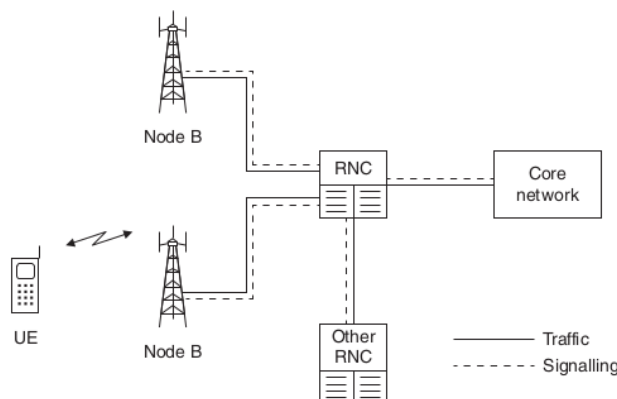 Node B
RNC
Core
network
UE
Node B
Other
RNC
Traffic
Signalling